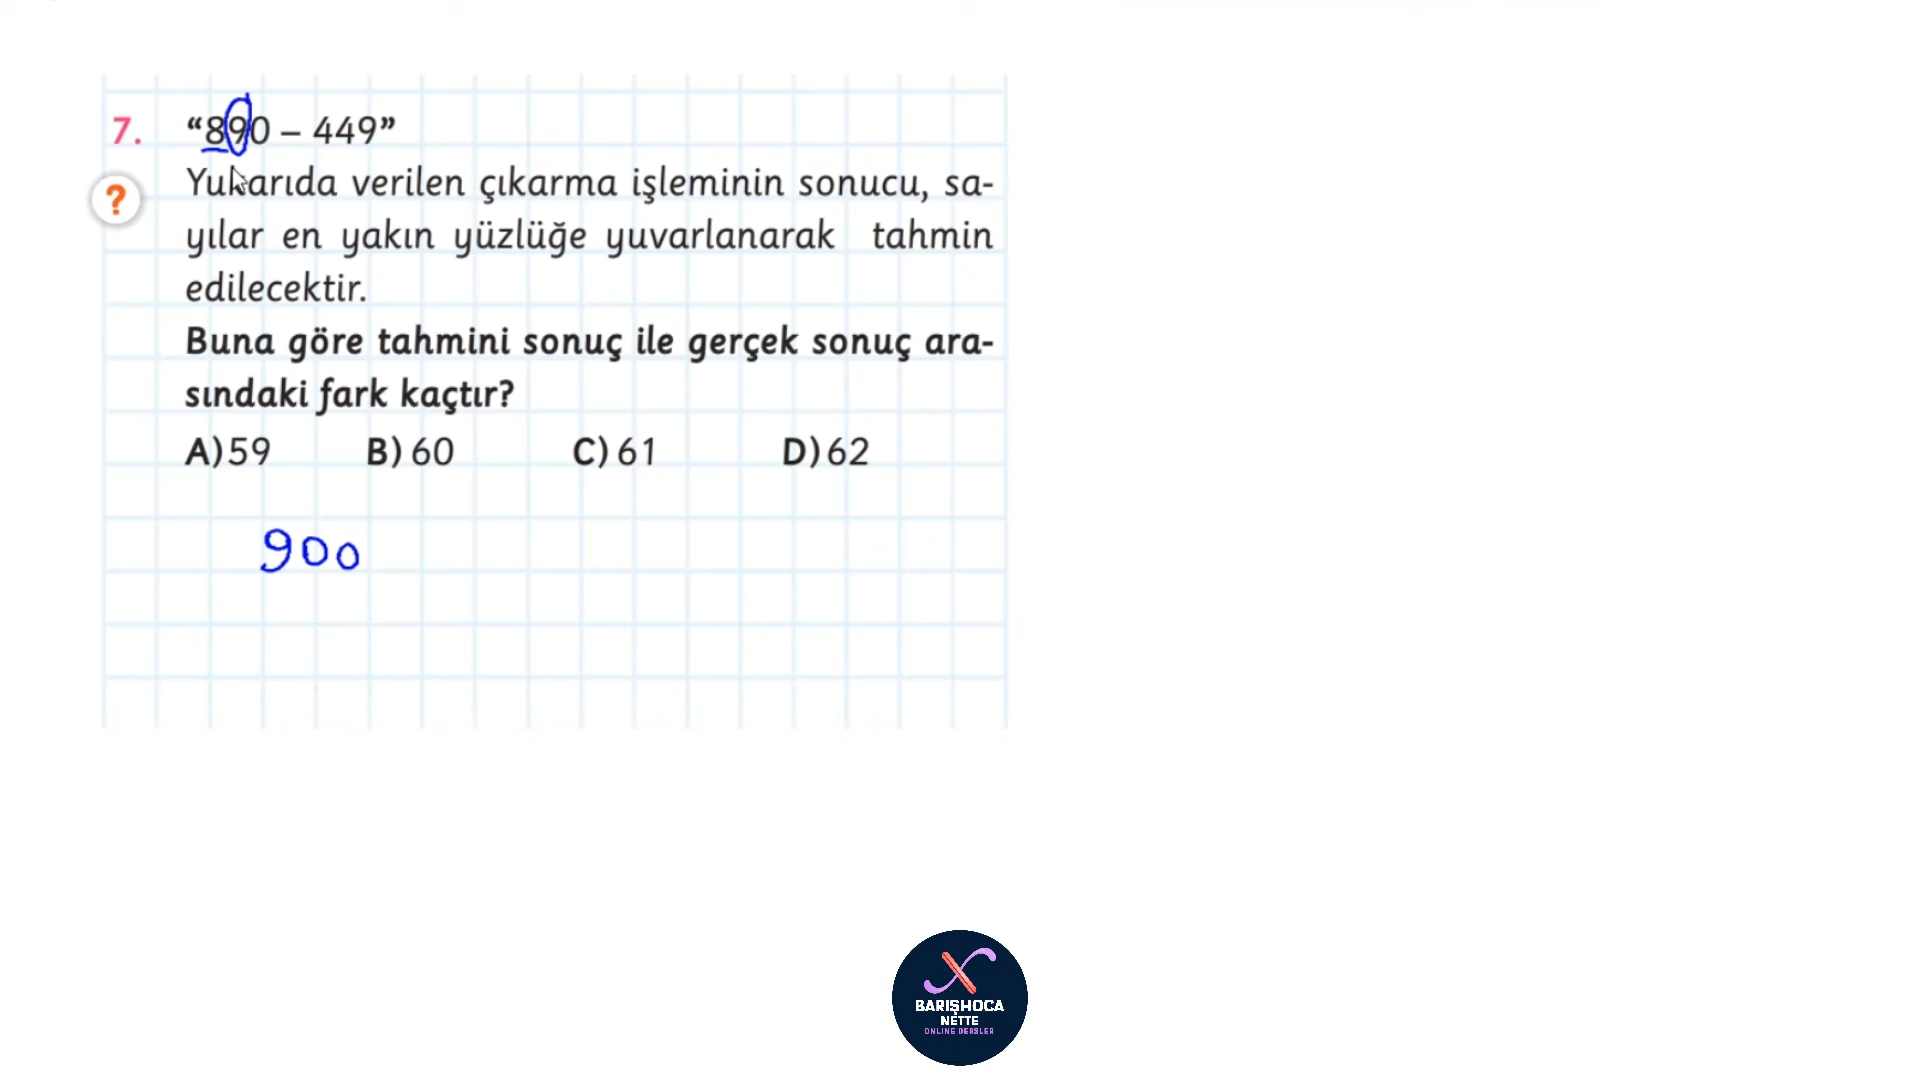 7. “890 – 449”
? Yukarıda verilen çıkarma işleminin sonucu, sa-
yılar en yakın yüzlüğe yuvarlanarak tahmin
edilecektir.
Buna göre tahmini sonuç ile gerçek sonuç ara-
sındaki fark kaçtır?
A) 59 B) 60 C) 61 D) 62
900
BARIŞHOCA
NETTE
ONLINE DERSLER